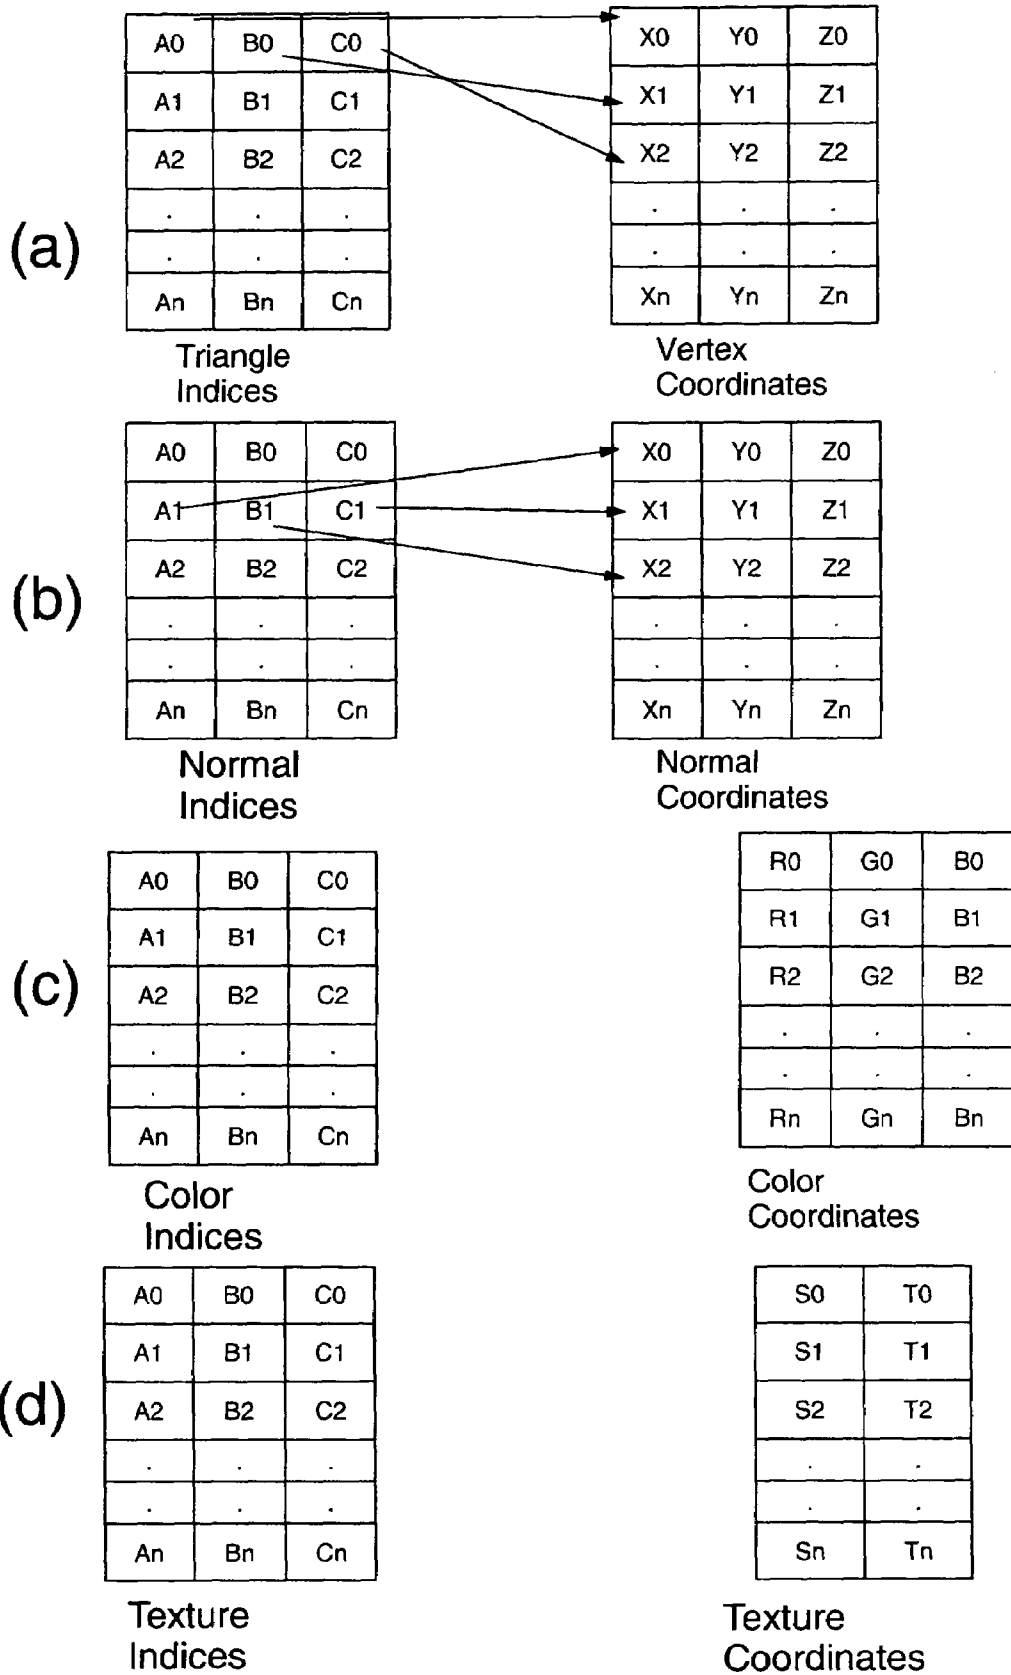 A0 B0 C0 X0 Y0 Z0
A1 B1 C1 X1 Y1 Z1
A2 B2 C2 X2 Y2 Z2
. . . . . .
(a)
. . . . . .
An Bn Cn Xn Yn Zn
Triangle
Indices
Vertex
Coordinates
A0 B0 C0 X0 Y0 Z0
A1 B1 C1 X1 Y1 Z1
A2 B2 C2 X2 Y2 Z2
(b)
. . . . . .
. . . . . .
An Bn Cn Xn Yn Zn
Normal
Indices
Normal
Coordinates
A0 B0 C0 R0 G0 B0
A1 B1 C1 R1 G1 B1
(c)
A2 B2 C2 R2 G2 B2
. . . . . .
. . . . . .
An Bn Cn Rn Gn Bn
Color
Indices
Color
Coordinates
A0 B0 C0 S0 T0
A1 B1 C1 S1 T1
(d)
A2 B2 C2 S2 T2
. . . . .
. . . . .
An Bn Cn Sn Tn
Texture
Indices
Texture
Coordinates